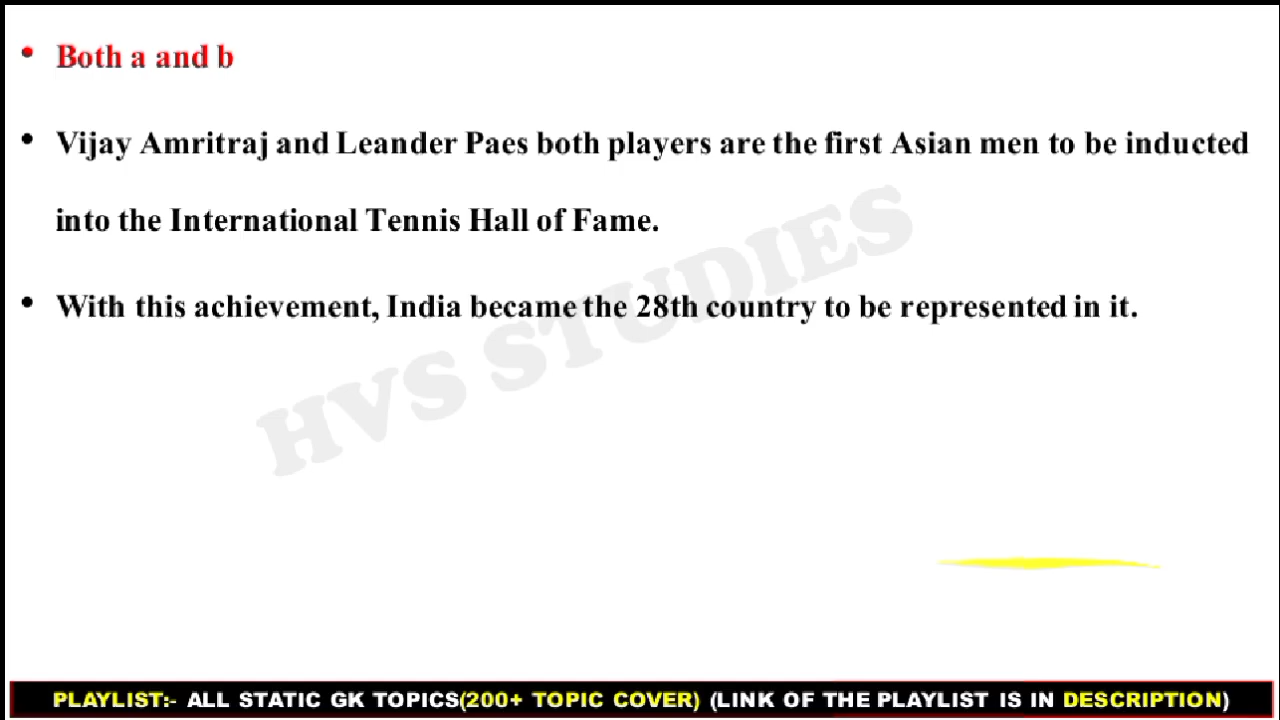 • Both a and b
• Vijay Amritraj and Leander Paes both players are the first Asian men to be inducted
into the International Tennis Hall of Fame.
• With this achievement, India became the 28th country to be represented in it.
HVS STUDIES
PLAYLIST:- ALL STATIC GK TOPICS(200+ TOPIC COVER) (LINK OF THE PLAYLIST IS IN DESCRIPTION)